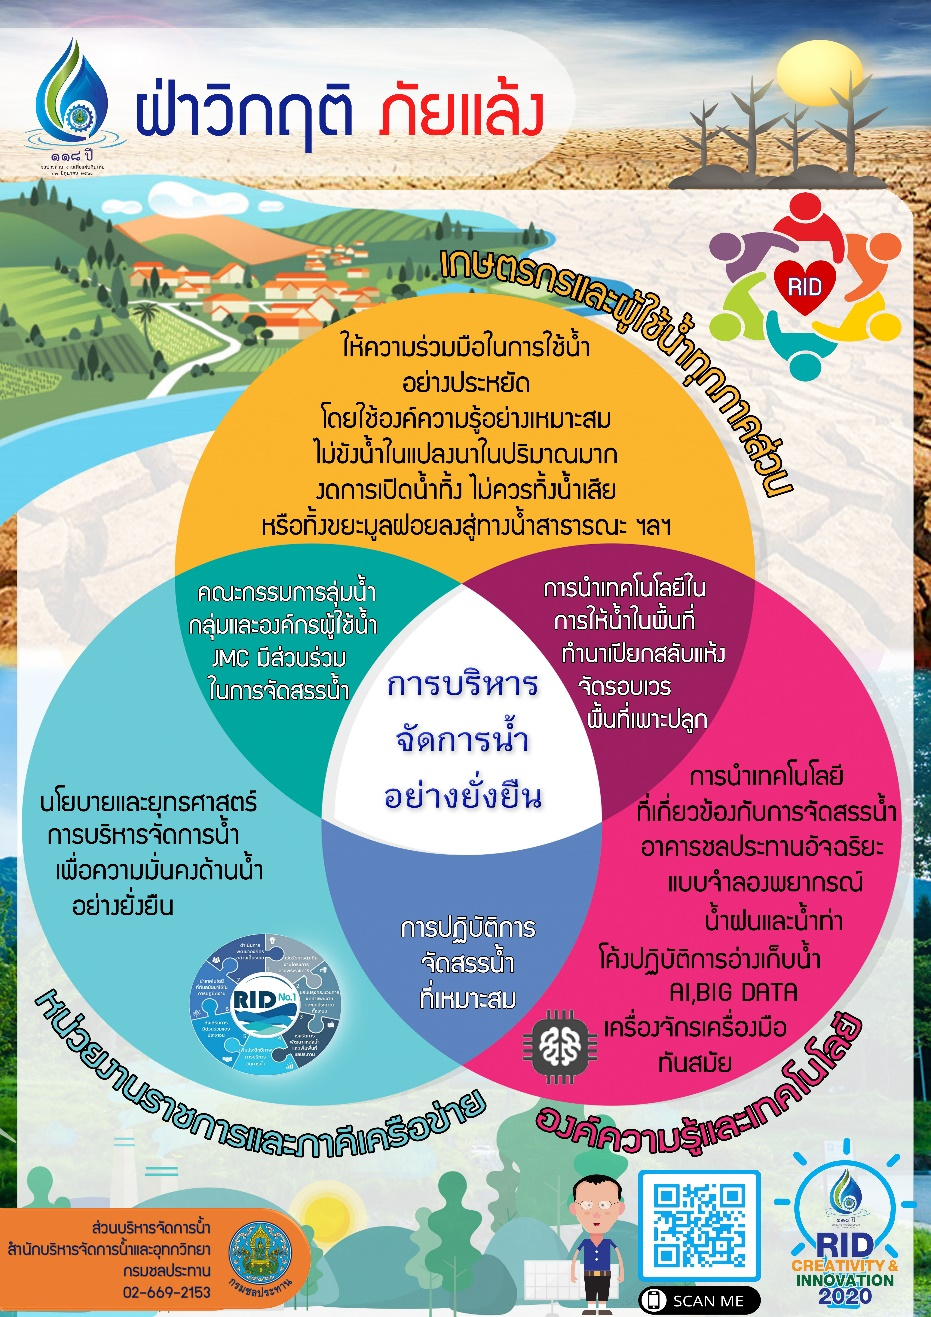 ๑๑๘ ปี
ฝ่าวิกฤติ ภัยแล้ง
RID
เกษตรกรและผู้ใช้น้ำทุกภาคส่วน
ให้ความร่วมมือในการใช้น้ำ
อย่างประหยัด
โดยใช้องค์ความรู้อย่างเหมาะสม
ไม่ขังน้ำในแปลงนาในปริมาณมาก
งดการเปิดน้ำทิ้ง ไม่ควรทิ้งน้ำเสีย
หรือทิ้งขยะมูลฝอยลงสู่ทางน้ำสาธารณะ ฯลฯ
คณะกรรมการลุ่มน้ำ
กลุ่มและองค์กรผู้ใช้น้ำ
JMC มีส่วนร่วม
ในการจัดสรรน้ำ
การนำเทคโนโลยีใน
การให้น้ำในพื้นที่
ทำนาเปียกสลับแห้ง
จัดรอบเวร
พื้นที่เพาะปลูก
การบริหาร
จัดการน้ำ
อย่างยั่งยืน
นโยบายและยุทธศาสตร์
การบริหารจัดการน้ำ
เพื่อความมั่นคงด้านน้ำ
อย่างยั่งยืน
RID No.1
การปฏิบัติการ
จัดสรรน้ำ
ที่เหมาะสม
การนำเทคโนโลยี
ที่เกี่ยวข้องกับการจัดสรรน้ำ
อาคารชลประทานอัจฉริยะ
แบบจำลองพยากรณ์
น้ำฝนและน้ำท่า
โค้งปฏิบัติการอ่างเก็บน้ำ
AI,BIG DATA
เครื่องจักรเครื่องมือ
ทันสมัย
หน่วยงานราชการและภาคีเครือข่าย
องค์ความรู้และเทคโนโลยี
ส่วนบริหารจัดการน้ำ
สำนักบริหารจัดการน้ำและอุทกวิทยา
กรมชลประทาน
02-669-2153
กรมชลประทาน
SCAN ME
๑๑๘ ปี
RID
CREATIVITY &
INNOVATION
2020